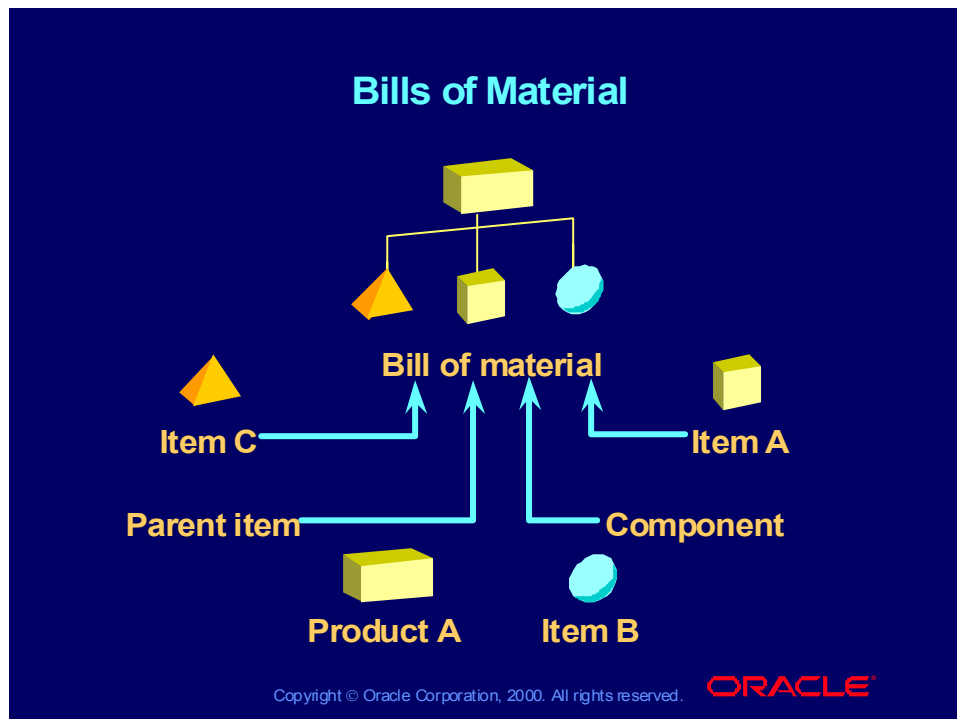 Bills of Material
Bill of material
Item C
Item A
Parent item
Component
Product A
Item B
Copyright © Oracle Corporation, 2000. All rights reserved.
ORACLE®